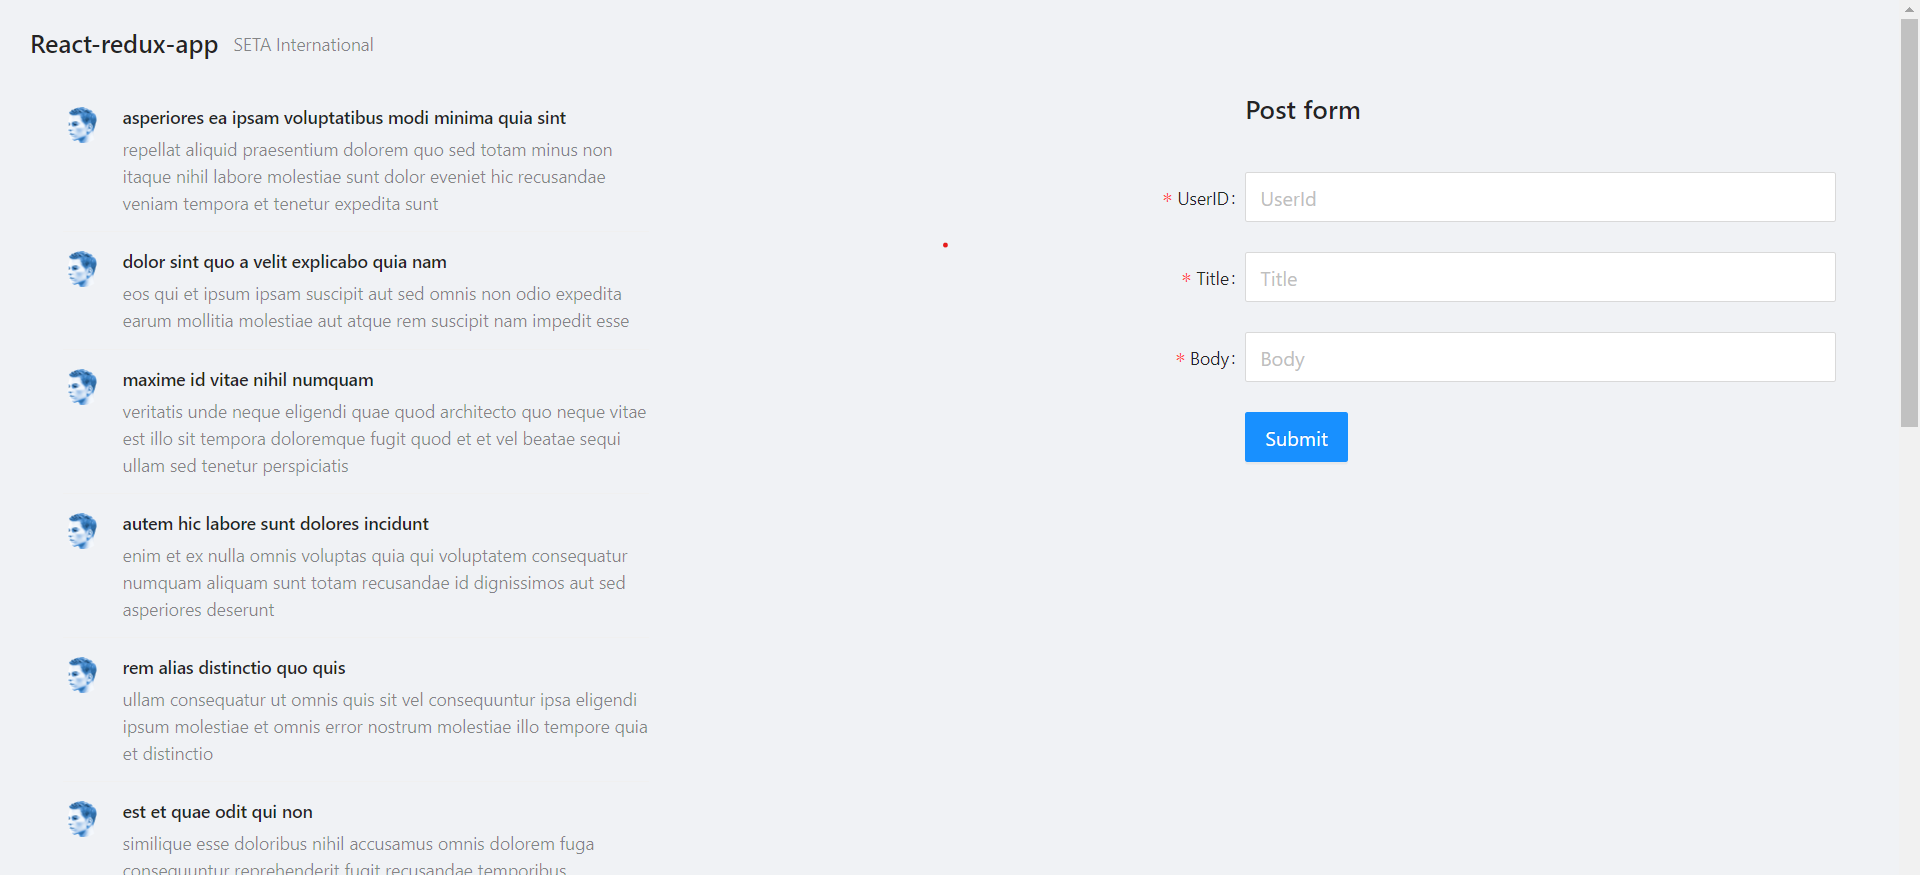 React-redux-app SETA International
asperiores ea ipsam voluptatibus modi minima quia sint
repellat aliquid praesentium dolorem quo sed totam minus non
itaque nihil labore molestiae sunt dolor eveniet hic recusandae
veniam tempora et tenetur expedita sunt
dolor sint quo a velit explicabo quia nam
eos qui et ipsum ipsam suscipit aut sed omnis non odio expedita
earum mollitia molestiae aut atque rem suscipit nam impedit esse
maxime id vitae nihil numquam
veritatis unde neque eligendi quae quod architecto quo neque vitae
est illo sit tempora doloremque fugit quod et et vel beatae sequi
ullam sed tenetur perspiciatis
autem hic labore sunt dolores incidunt
enim et ex nulla omnis voluptas quia qui voluptatem consequatur
numquam aliquam sunt totam recusandae id dignissimos aut sed
asperiores deserunt
rem alias distinctio quo quis
ullam consequatur ut omnis quis sit vel consequuntur ipsa eligendi
ipsum molestiae et omnis error nostrum molestiae illo tempore quia
et distinctio
est et quae odit qui non
similique esse doloribus nihil accusamus omnis dolorem fuga
consequuntur reprehenderit fugit recusandae temporibus
Post form
* UserID: UserId
* Title: Title
* Body: Body
Submit